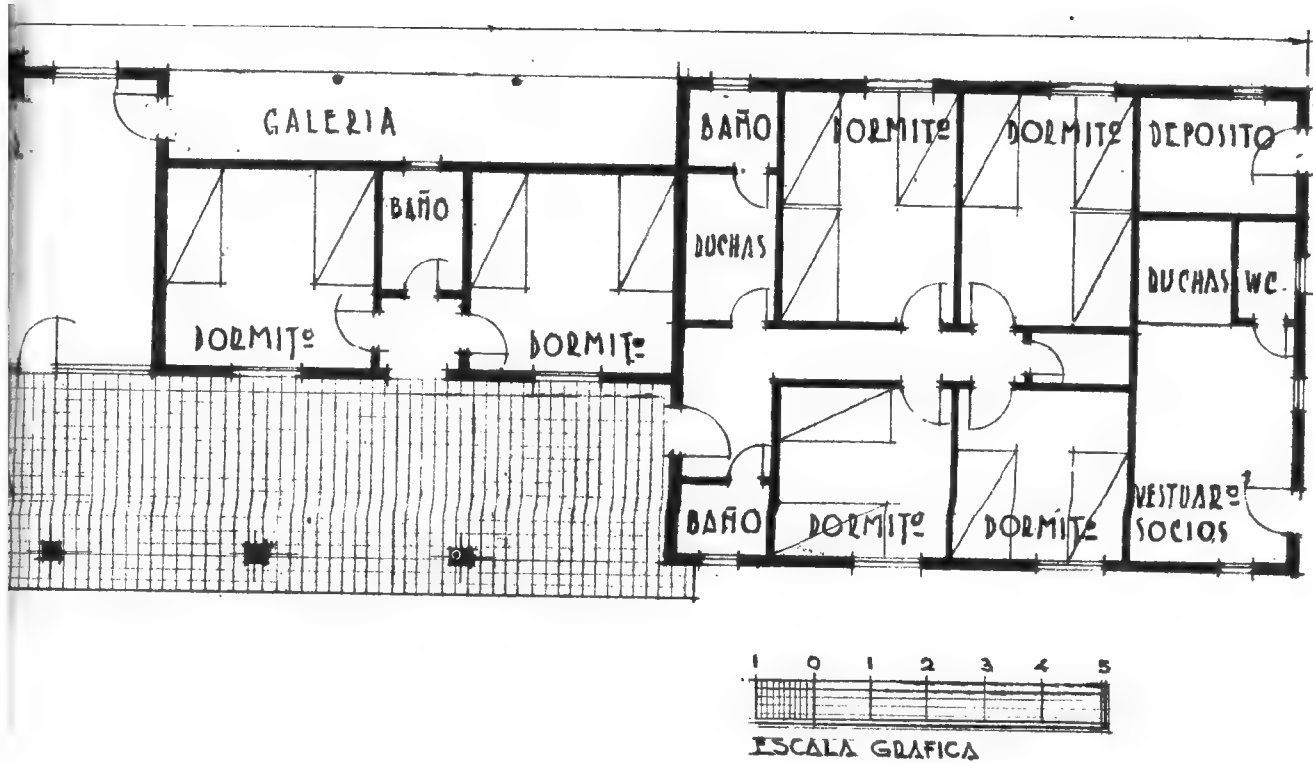 GALERIA
BAÑO
DORMITº
DORMITº
DEPOSITO
BAÑO
DUCHAS
DUCHAS
WC
DORMITº
DORMITº
BAÑO
DORMITº
DORMITº
VESTUARº
SOCIOS
1 0 1 2 3 4 5
ESCALA GRAFICA